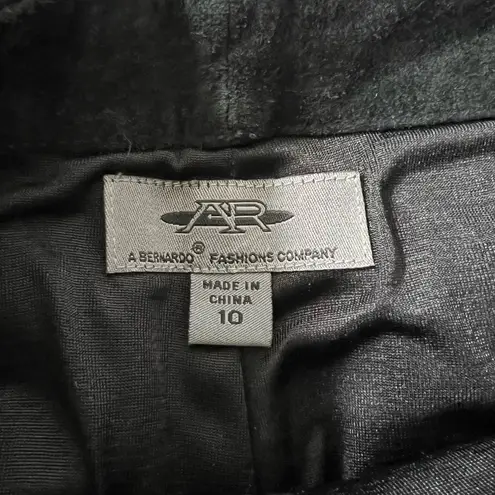 AR
A BERNARDO® FASHIONS COMPANY
MADE IN
CHINA
10